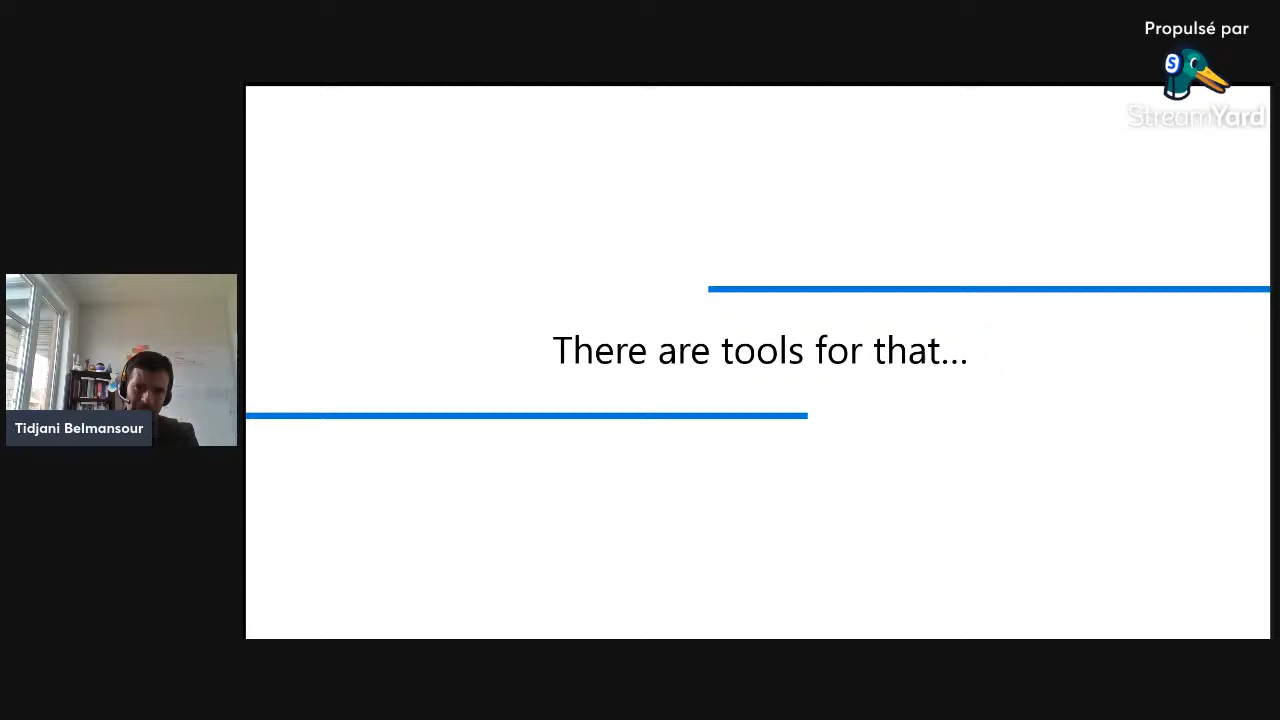 Propulsé par
S
StreamYard
There are tools for that...
Tidjani Belmansour